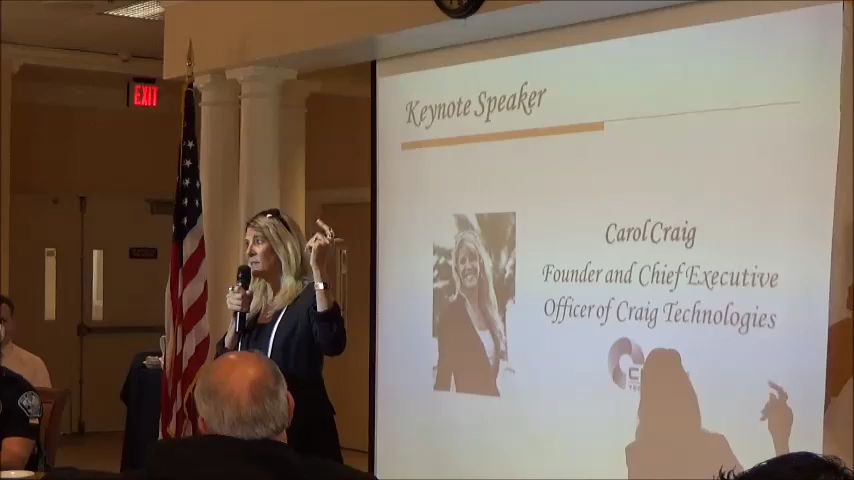 EXIT
Keynote Speaker
Carol Craig
Founder and Chief Executive
Officer of Craig Technologies